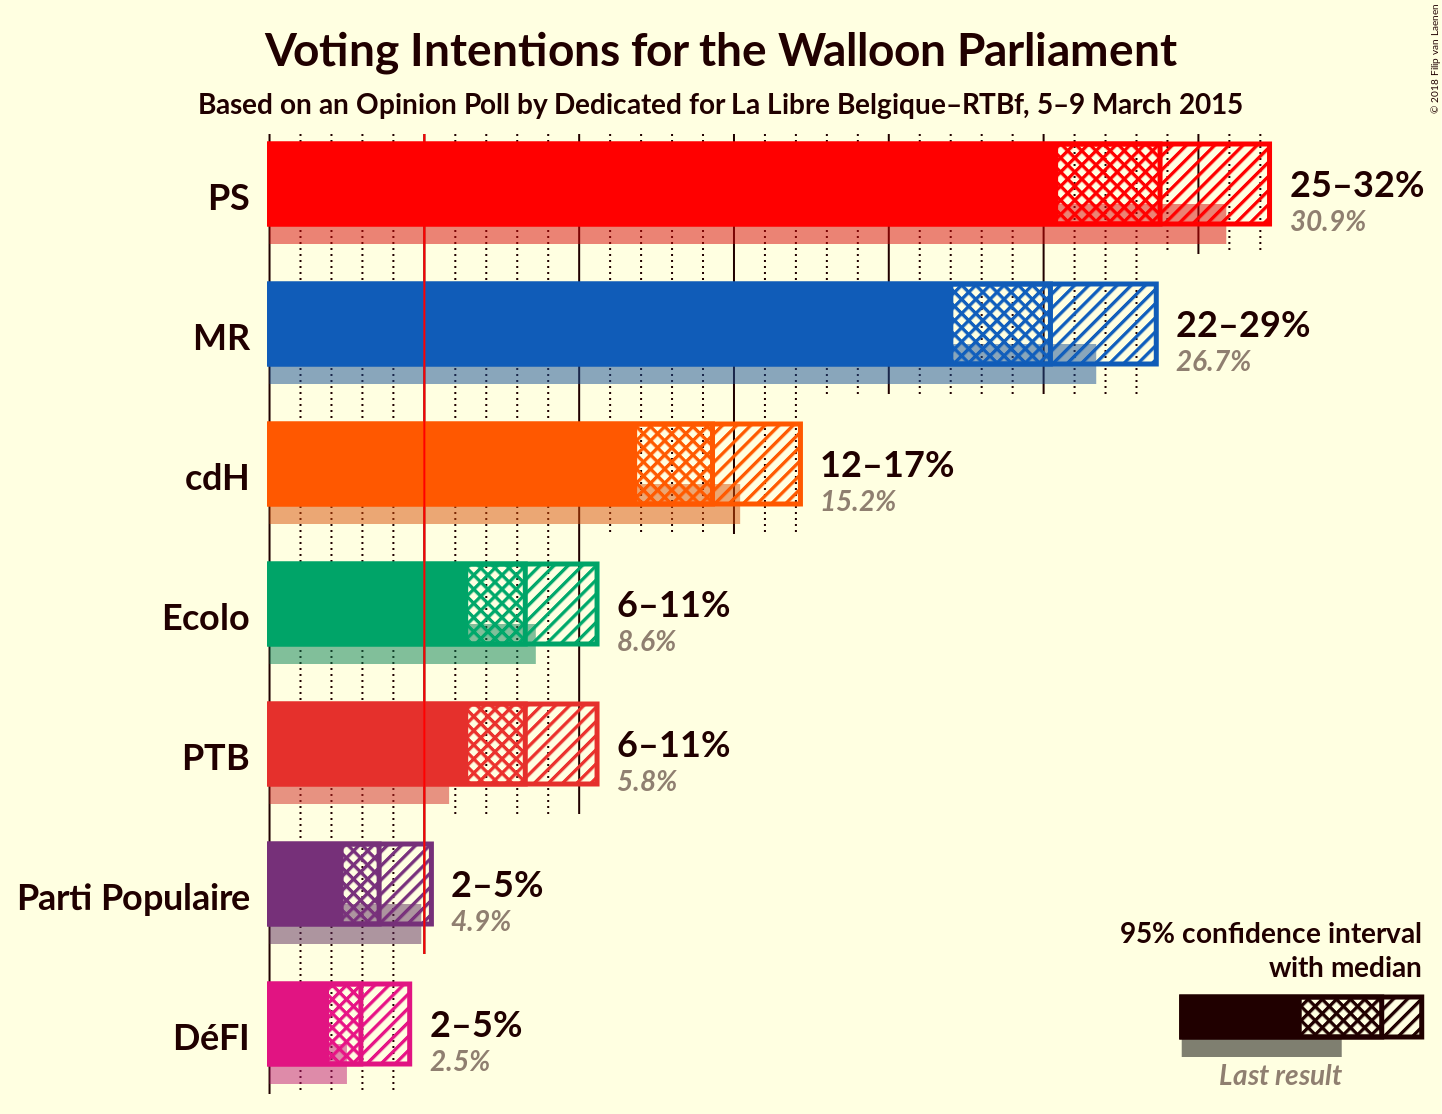 Voting Intentions for the Walloon Parliament
Based on an Opinion Poll by Dedicated for La Libre Belgique–RTBf, 5–9 March 2015
© 2018 Filip van Laenen
PS
25–32%
30.9%
MR
22–29%
26.7%
cdH
12–17%
15.2%
Ecolo
6–11%
8.6%
PTB
6–11%
5.8%
Parti Populaire
2–5%
4.9%
DéFI
2–5%
2.5%
95% confidence interval
with median
Last result